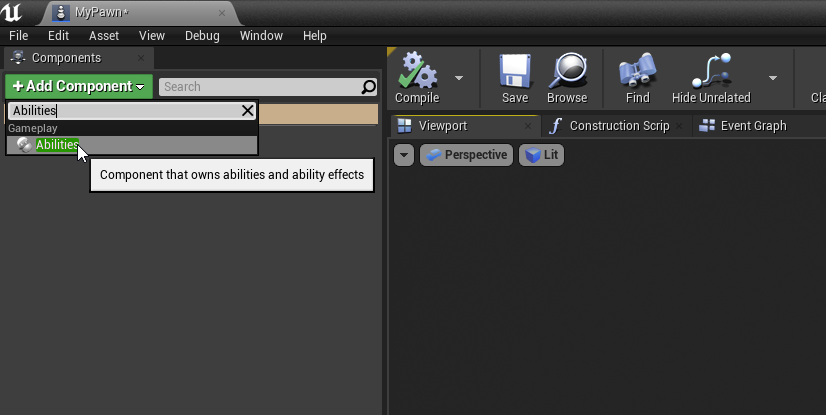 MyPawn*
File Edit Asset View Debug Window Help
Components
+Add Component
Search
Abilities
Gameplay
Abilities
Component that owns abilities and ability effects
Compile
Save
Browse
Find
Hide Unrelated
Cla
Viewport
Construction Scrip
Event Graph
Perspective
Lit